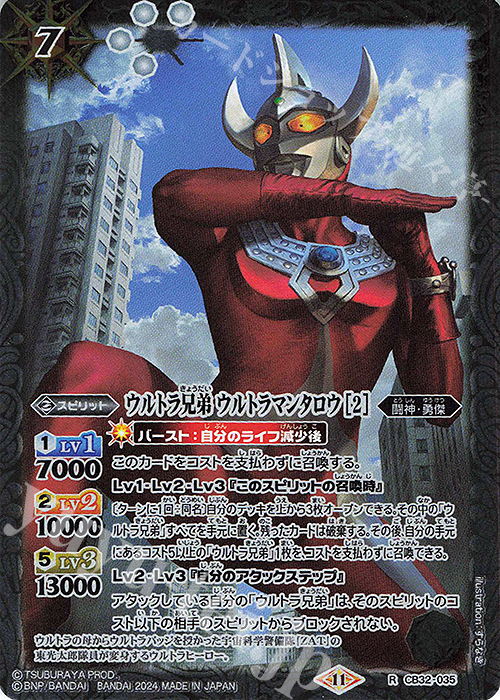 7
スピリット
ウルトラ兄弟 ウルトラマンタロウ [2]
闘神・勇傑
バースト:自分のライフ減少後
1 LV1
7000
このカードをコストを支払わずに召喚する。
Lv1・Lv2・Lv3『このスピリットの召喚時』
2 LV2
10000
[ターンに1回:同名]自分のデッキを上から3枚オープンできる。その中の「ウ
ルトラ兄弟」すべてを手元に置く。残ったカードは破棄する。その後、自分の手元
にあるコスト5以上の「ウルトラ兄弟」1枚を、コストを支払わずに召喚できる。
5 LV3
13000
Lv2・Lv3『自分のアタックステップ』
アタックしている自分の「ウルトラ兄弟」は、そのスピリットのコ
スト以下の相手のスピリットからブロックされない。
ウルトラの母からウルトラバッジを授かった宇宙科学警備隊[ZAT]の
東光太郎隊員が変身するウルトラヒーロー。
illustration すらなき
©TSUBURAYA PROD.
©BNP/BANDAI BANDAI 2024 MADE IN JAPAN
11
R CB32-035